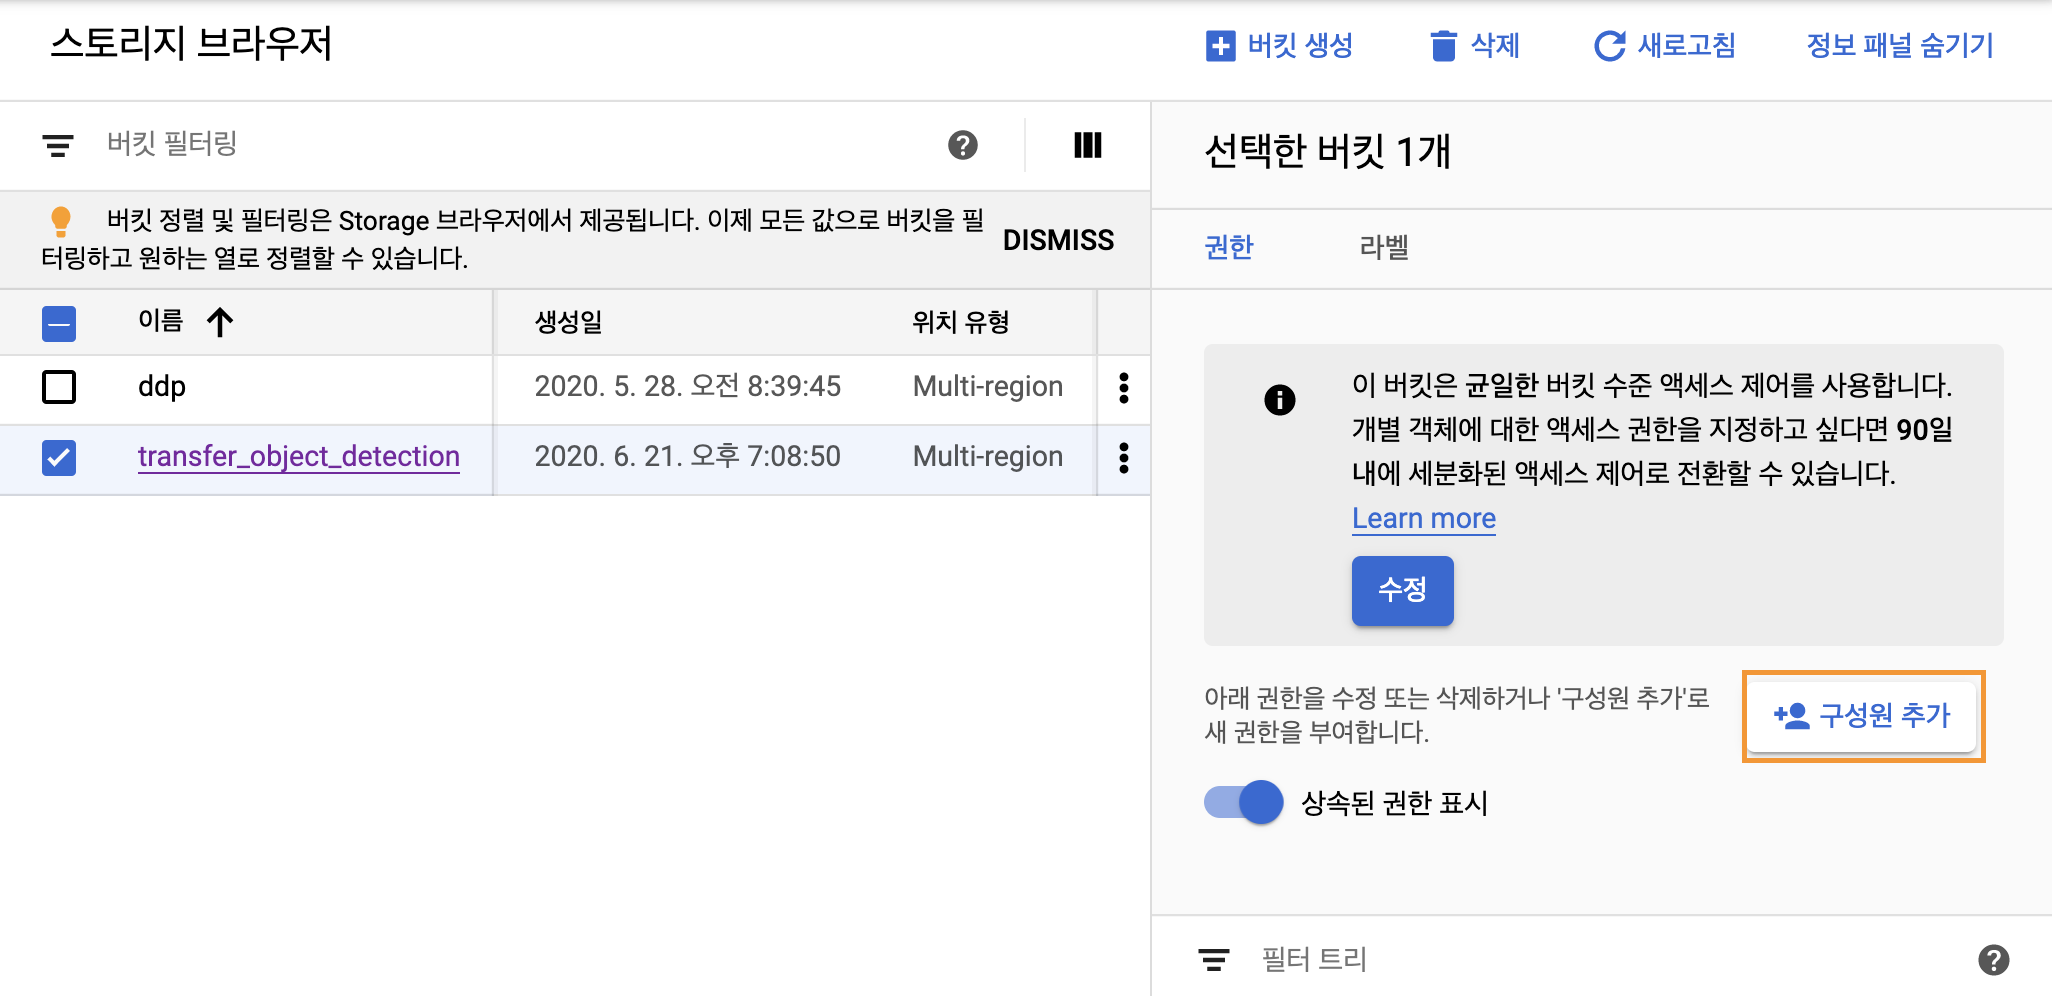 스토리지 브라우저
버킷 생성
삭제
새로고침
정보 패널 숨기기
버킷 필터링
버킷 정렬 및 필터링은 Storage 브라우저에서 제공됩니다. 이제 모든 값으로 버킷을 필
터링하고 원하는 열로 정렬할 수 있습니다.
DISMISS
이름 생성일 위치 유형
ddp 2020. 5. 28. 오전 8:39:45 Multi-region
transfer_object_detection 2020. 6. 21. 오후 7:08:50 Multi-region
선택한 버킷 1개
권한 라벨
이 버킷은 균일한 버킷 수준 액세스 제어를 사용합니다.
개별 객체에 대한 액세스 권한을 지정하고 싶다면 90일
내에 세분화된 액세스 제어로 전환할 수 있습니다.
Learn more
수정
아래 권한을 수정 또는 삭제하거나 '구성원 추가'로
새 권한을 부여합니다.
구성원 추가
상속된 권한 표시
필터 트리